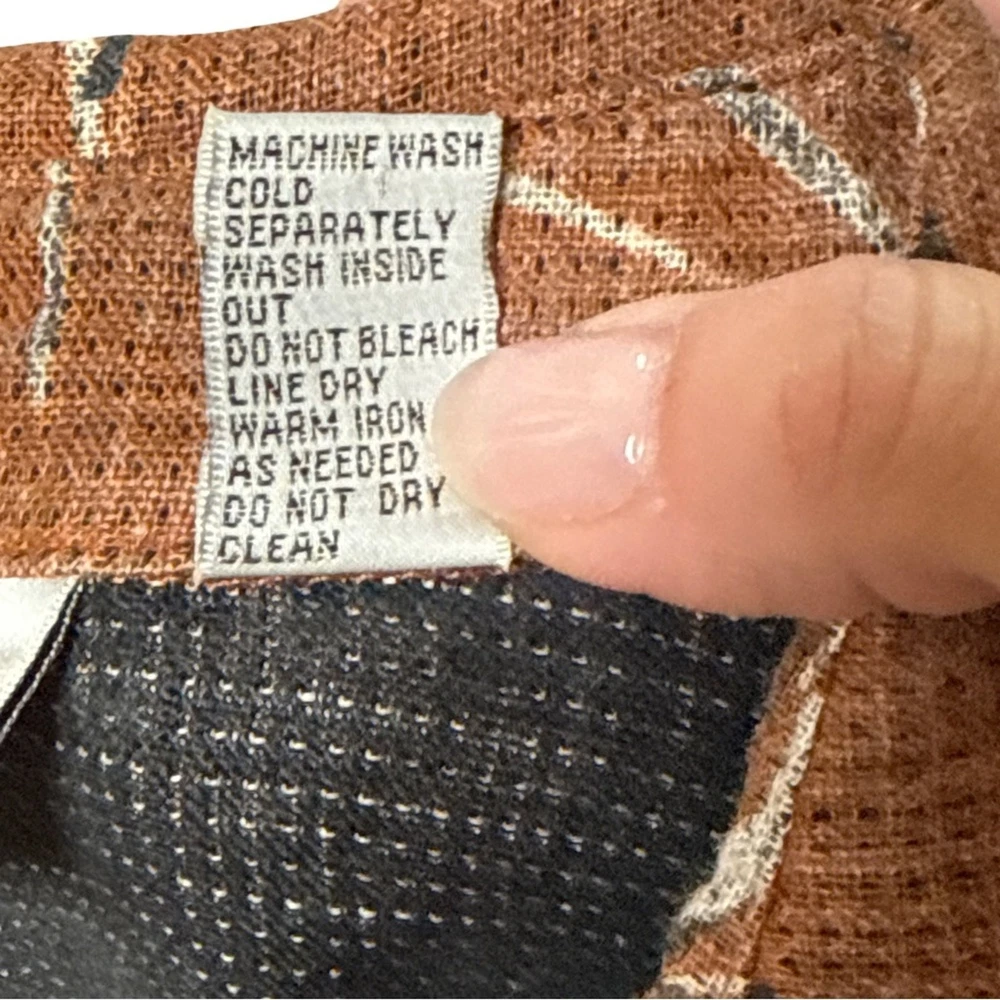 MACHINE WASH
COLD
SEPARATELY
WASH INSIDE
OUT
DO NOT BLEACH
LINE DRY
WARM IRON
AS NEEDED
DO NOT DRY
CLEAN